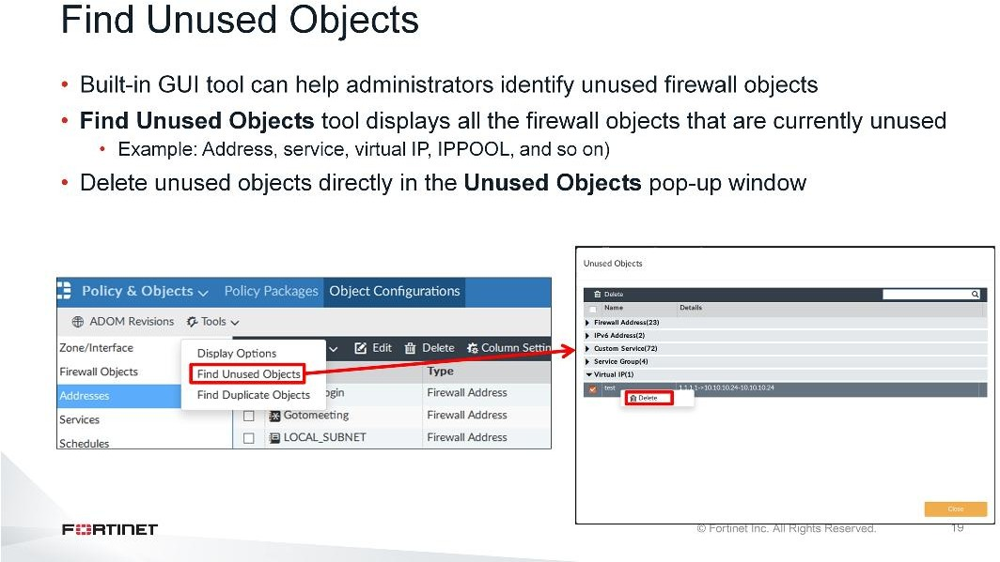 Find Unused Objects
• Built-in GUI tool can help administrators identify unused firewall objects
• Find Unused Objects tool displays all the firewall objects that are currently unused
• Example: Address, service, virtual IP, IPPOOL, and so on)
• Delete unused objects directly in the Unused Objects pop-up window
Policy & Objects Policy Packages Object Configurations
ADOM Revisions Tools
Zone/Interface
Firewall Objects
Addresses
Services
Schedules
Display Options
Find Unused Objects
Find Duplicate Objects
Edit Delete Column Settin
Type
ogin Firewall Address
Gotomeeting Firewall Address
LOCAL_SUBNET Firewall Address
Unused Objects
Delete
Name Details
Firewall Address(23)
IPv6 Address(2)
Custom Service(72)
Service Group(4)
Virtual IP(1)
test 1.1.1.1->10.10.10.24-10.10.10.24
Delete
Close
FORTINET
© Fortinet Inc. All Rights Reserved.
19